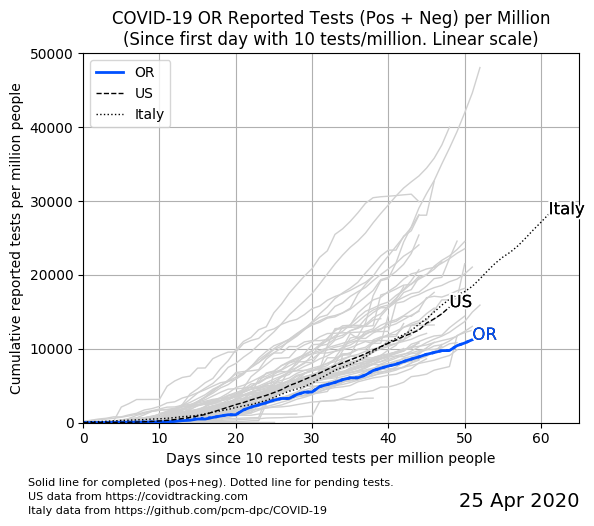 COVID-19 OR Reported Tests (Pos + Neg) per Million
(Since first day with 10 tests/million. Linear scale)
Cumulative reported tests per million people
50000
40000
30000
20000
10000
0
OR
US
Italy
Italy
US
OR
0 10 20 30 40 50 60
Days since 10 reported tests per million people
Solid line for completed (pos+neg). Dotted line for pending tests.
US data from https://covidtracking.com
Italy data from https://github.com/pcm-dpc/COVID-19
25 Apr 2020